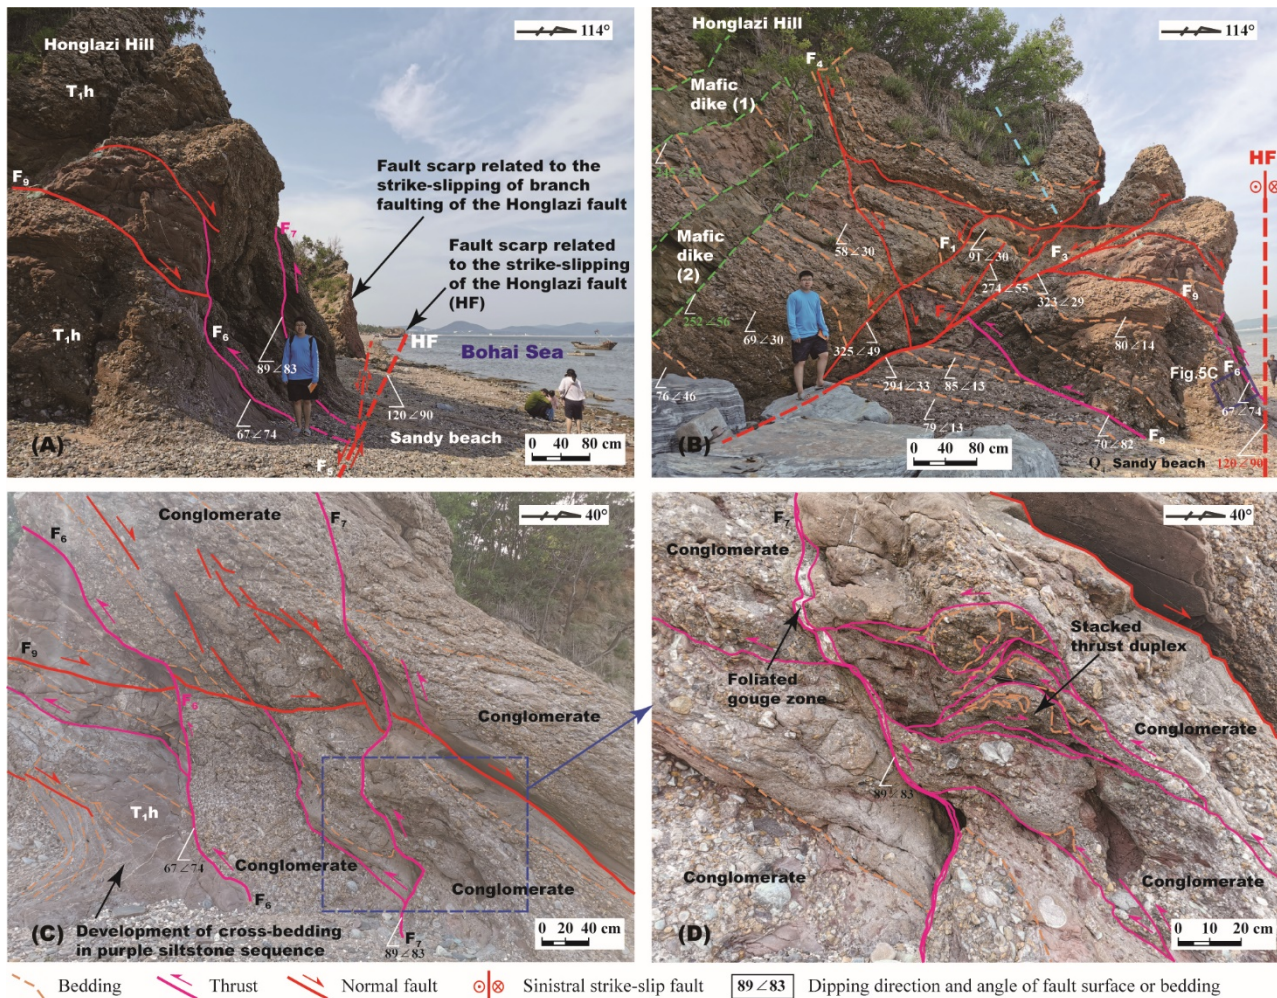 Honglazi Hill
114°
T₁h
F₉
Fault scarp related to the
strike-slipping of branch
faulting of the Honglazi fault
F₇
Fault scarp related
to the strike-slipping
of the Honglazi fault
(HF)
T₁h
F₆
HF
Bohai Sea
89∠83
120∠90
67∠74
Sandy beach
(A)
F₅
0 40 80 cm
Honglazi Hill
114°
F₄
Mafic
dike (1)
HF
Mafic
dike (2)
58∠30
F₁
91∠30
F₃
274∠55
323∠29
F₉
252∠56
69∠30
325∠49
80∠14
Fig.5C
F₆
76∠46
294∠33
85∠13
67∠74
79∠13
70∠82
F₈
(B)
0 40 80 cm
Q Sandy beach
120∠90
Conglomerate
40°
F₆
F₇
F₉
F₉
Conglomerate
T₁h
67∠74
Conglomerate
Conglomerate
F₆
(C)
Development of cross-bedding
in purple siltstone sequence
F₇
89∠83
0 20 40 cm
F₇
40°
Conglomerate
Conglomerate
Stacked
thrust duplex
Foliated
gouge zone
Conglomerate
89∠83
Conglomerate
Conglomerate
(D)
0 10 20 cm
Bedding
Thrust
Normal fault
Sinistral strike-slip fault
89∠83
Dipping direction and angle of fault surface or bedding